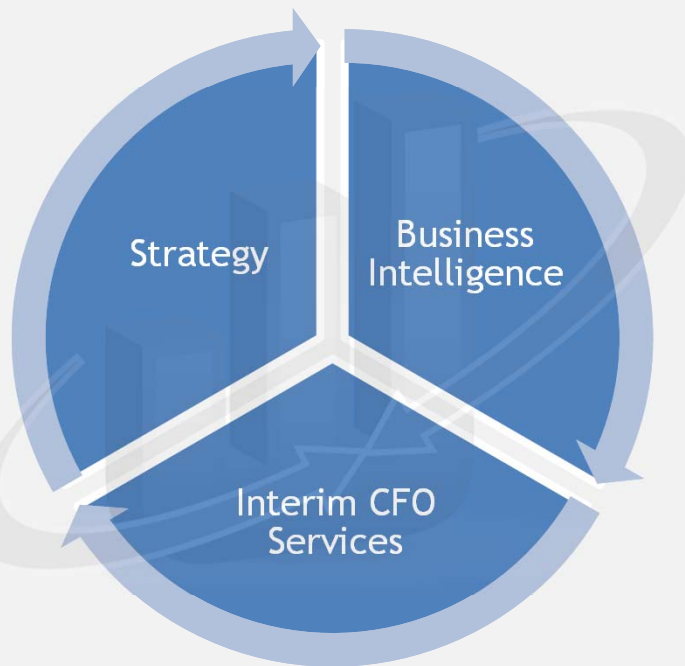 Strategy
Business
Intelligence
Interim CFO
Services